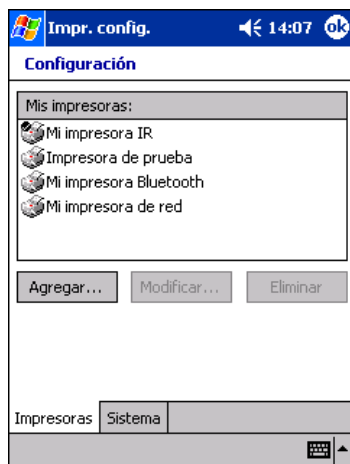 Impr. config. 14:07 ok
Configuración
Mis impresoras:
Mi impresora IR
Impresora de prueba
Mi impresora Bluetooth
Mi impresora de red
Agregar... Modificar... Eliminar
Impresoras Sistema